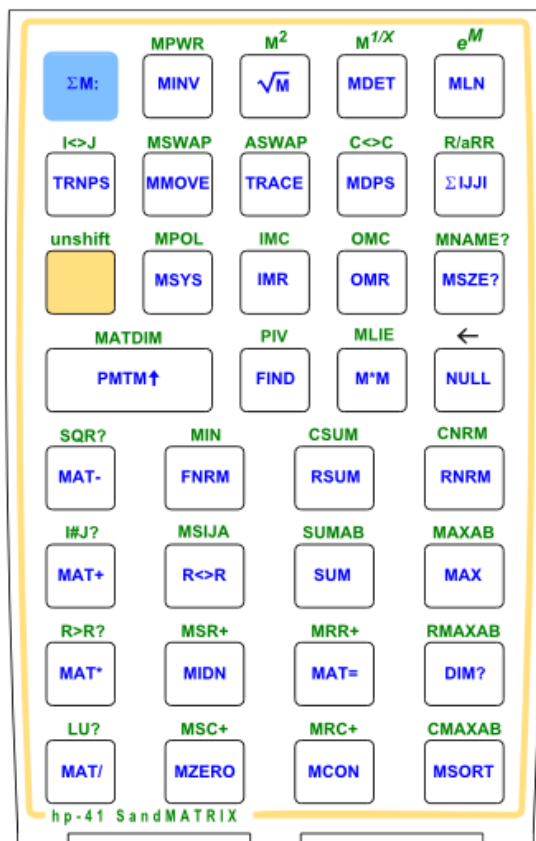 MPWR M² M^1/X e^M
ΣM: MINV √M MDET MLN
I<>J MSWAP ASWAP C<>C R/aRR
TRNPS MMOVE TRACE MDPS ΣIJJI
unshift MPOL IMC OMC MNAME?
MSYS IMR OMR MSZE?
MATDIM PIV MLIE ←
PMTM↑ FIND M*M NULL
SQR? MIN CSUM CNRM
MAT- FNRM RSUM RNRM
I#J? MSIJA SUMAB MAXAB
MAT+ R<>R SUM MAX
R>R? MSR+ MRR+ RMAXAB
MAT* MIDN MAT= DIM?
LU? MSC+ MRC+ CMAXAB
MAT/ MZERO MCON MSORT
hp-41 SandMATRIX